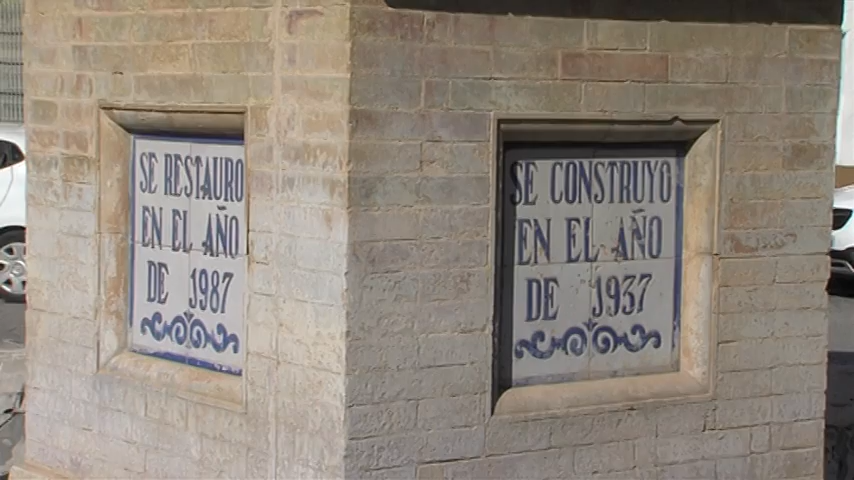 SE RESTAURO
EN EL AÑO
DE 1987
SE CONSTRUYO
EN EL AÑO
DE 1937